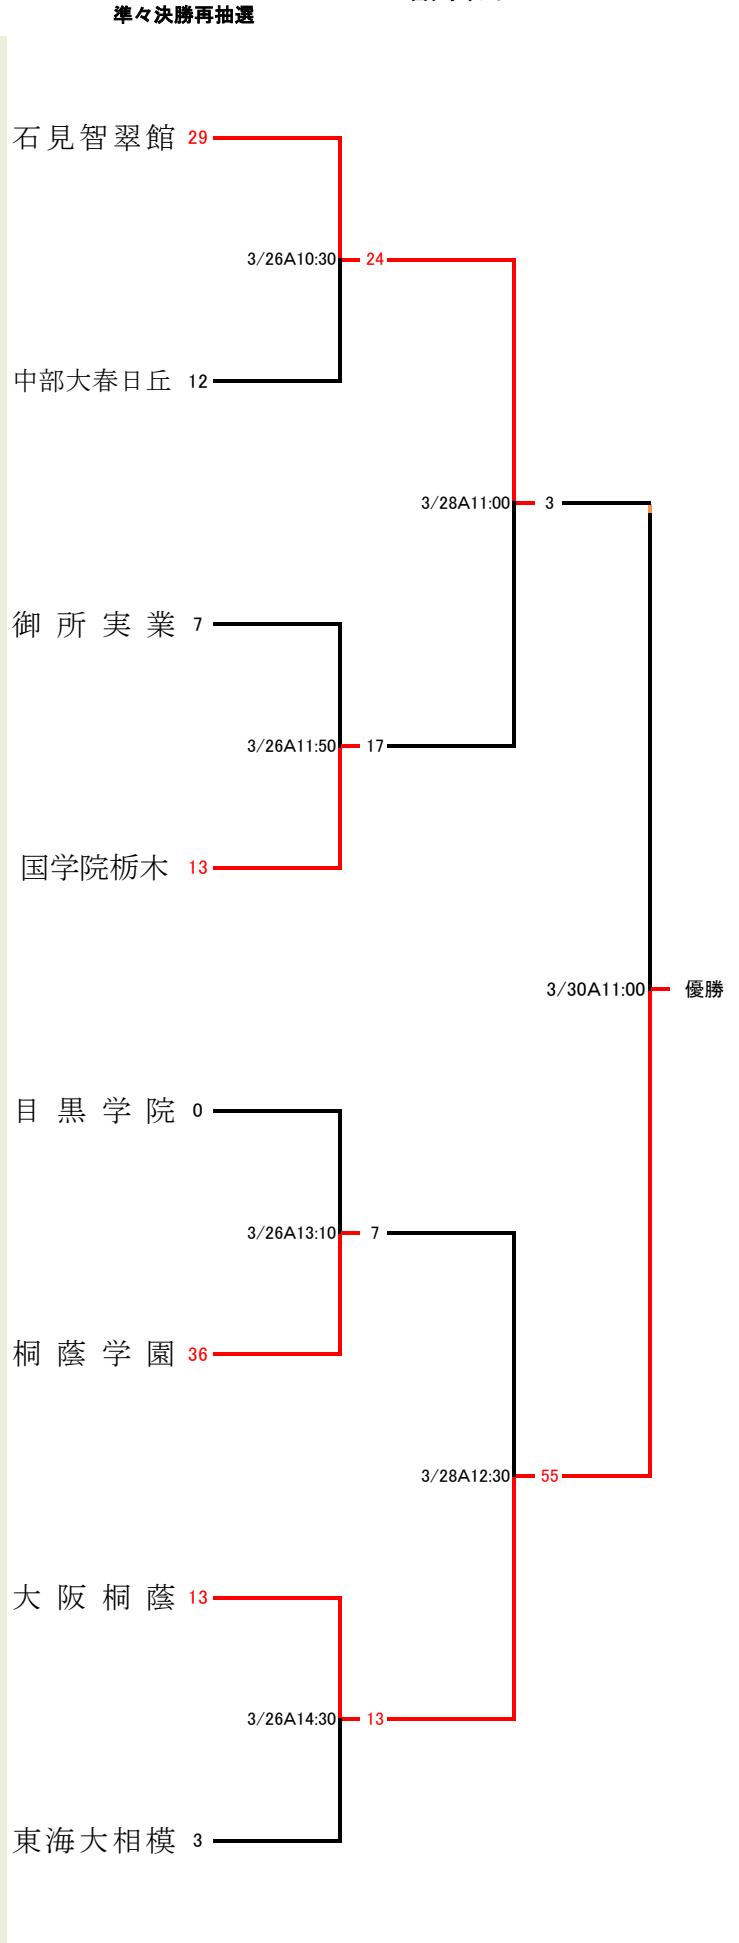 準々決勝再抽選
石見智翠館 29
3/26A10:30 24
中部大春日丘 12
3/28A11:00 3
御所実業 7
3/26A11:50 17
国学院栃木 13
3/30A11:00 優勝
目黒学院 0
3/26A13:10 7
桐蔭学園 36
3/28A12:30 55
大阪桐蔭 13
3/26A14:30 13
東海大相模 3